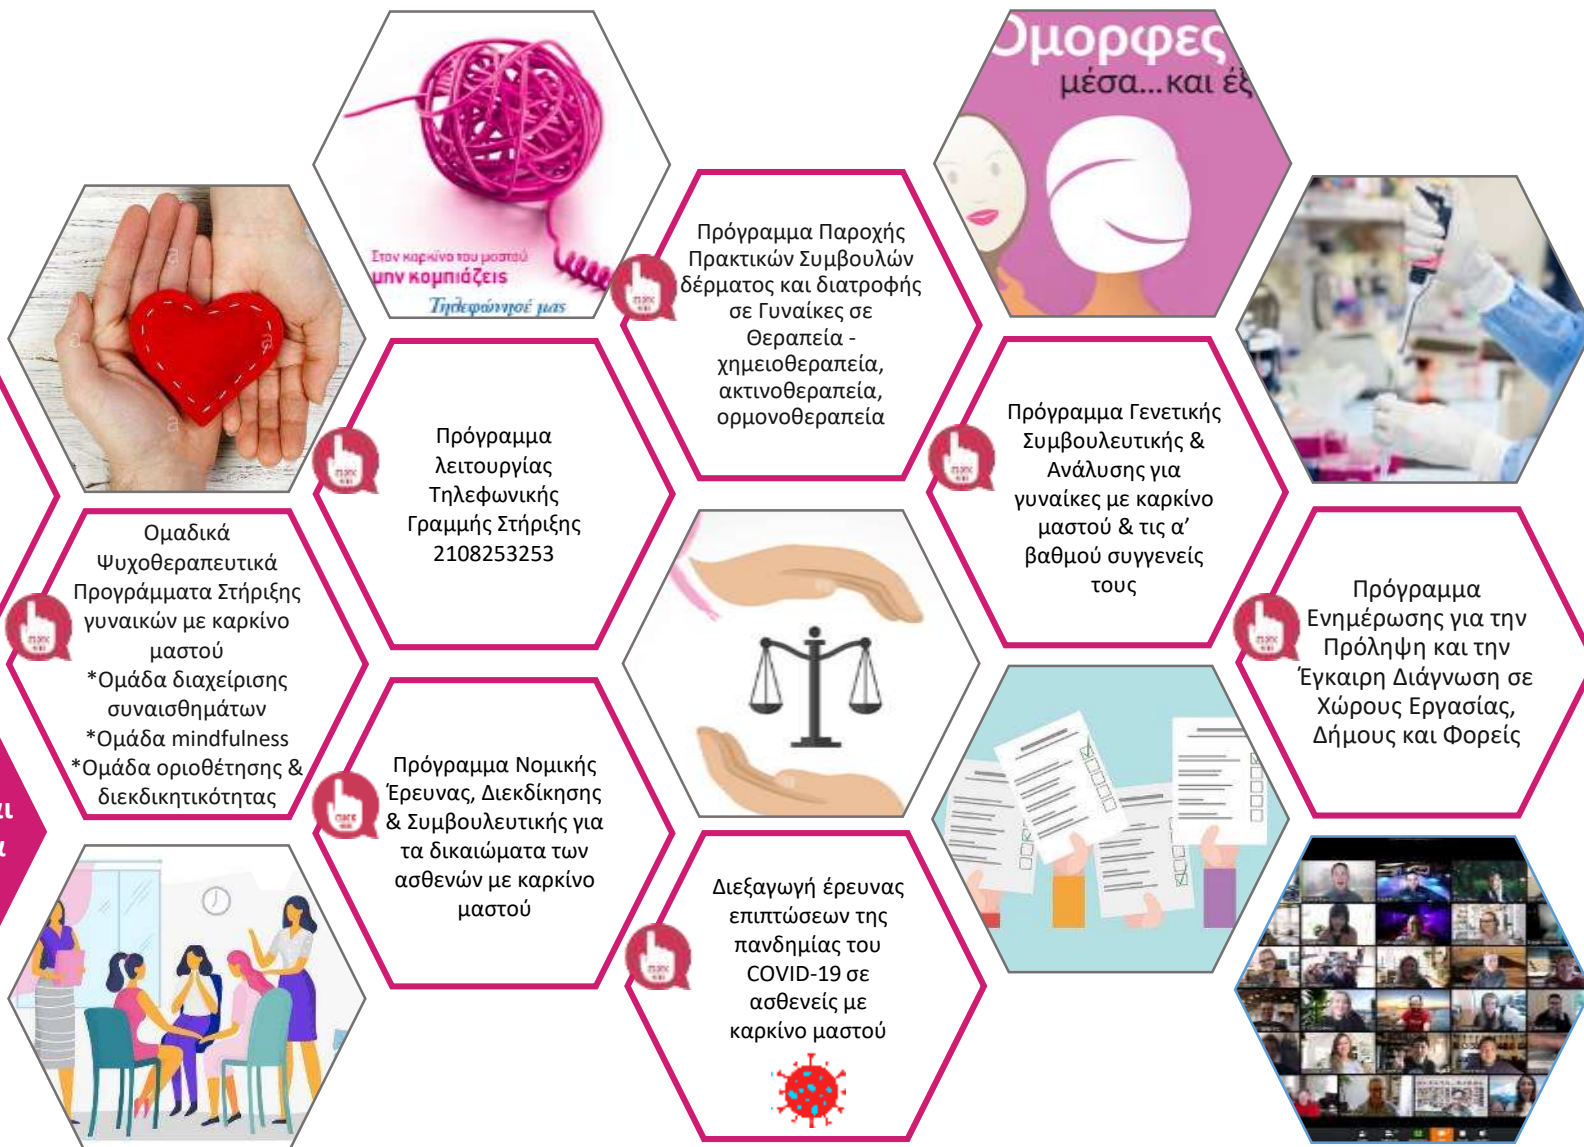 Στον καρκίνο του μαστού
μην κομπιάζεις
Τηλεφώνησέ μας
Όμορφες
μέσα...και έξ
Πρόγραμμα Παροχής
Πρακτικών Συμβουλών
δέρματος και διατροφής
σε Γυναίκες σε
Θεραπεία -
χημειοθεραπεία,
ακτινοθεραπεία,
ορμονοθεραπεία
Πρόγραμμα
λειτουργίας
Τηλεφωνικής
Γραμμής Στήριξης
2108253253
Πρόγραμμα Γενετικής
Συμβουλευτικής &
Ανάλυσης για
γυναίκες με καρκίνο
μαστού & τις α’
βαθμού συγγενείς
τους
Ομαδικά
Ψυχοθεραπευτικά
Προγράμματα Στήριξης
γυναικών με καρκίνο
μαστού
*Ομάδα διαχείρισης
συναισθημάτων
*Ομάδα mindfulness
*Ομάδα οριοθέτησης &
διεκδικητικότητας
Πρόγραμμα
Ενημέρωσης για την
Πρόληψη και την
Έγκαιρη Διάγνωση σε
Χώρους Εργασίας,
Δήμους και Φορείς
Πρόγραμμα Νομικής
Έρευνας, Διεκδίκησης
& Συμβουλευτικής για
τα δικαιώματα των
ασθενών με καρκίνο
μαστού
Διεξαγωγή έρευνας
επιπτώσεων της
πανδημίας του
COVID-19 σε
ασθενείς με
καρκίνο μαστού